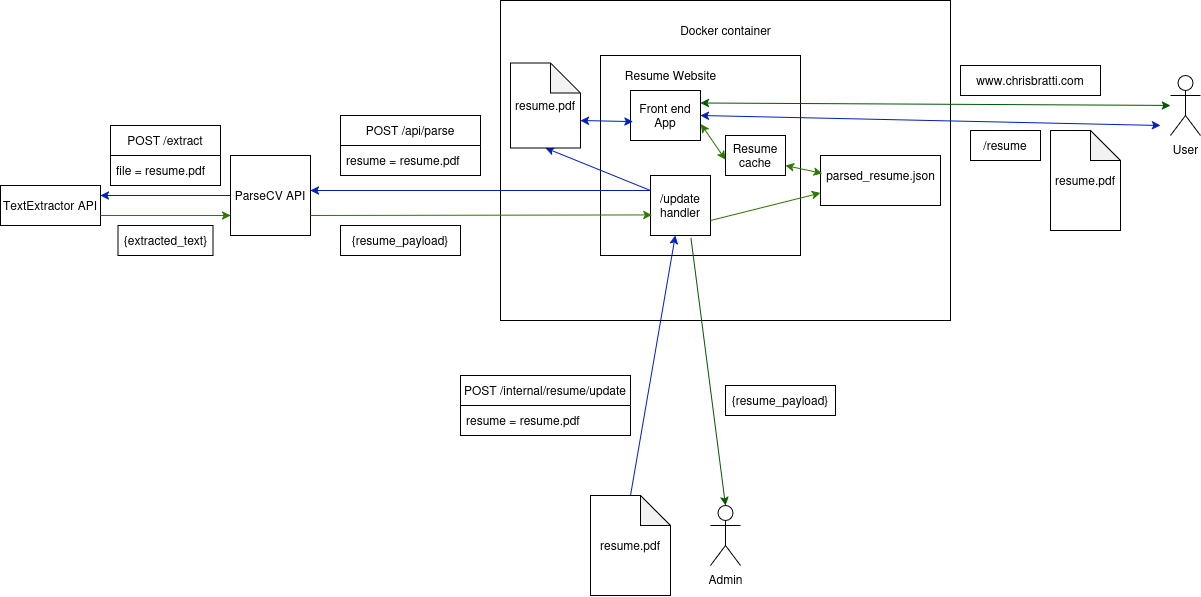 Docker container
Resume Website
resume.pdf
Front end
App
www.chrisbratti.com
User
/resume
resume.pdf
Resume
cache
parsed_resume.json
/update
handler
POST /api/parse
resume = resume.pdf
POST /extract
file = resume.pdf
TextExtractor API
ParseCV API
{extracted_text}
{resume_payload}
POST /internal/resume/update
resume = resume.pdf
{resume_payload}
resume.pdf
Admin